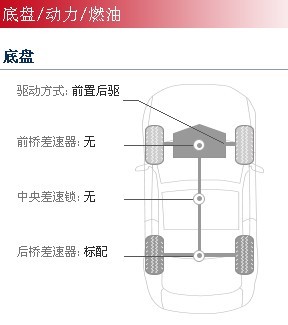 底盘/动力/燃油
底盘
驱动方式: 前置后驱
前桥差速器: 无
中央差速锁: 无
后桥差速器: 标配